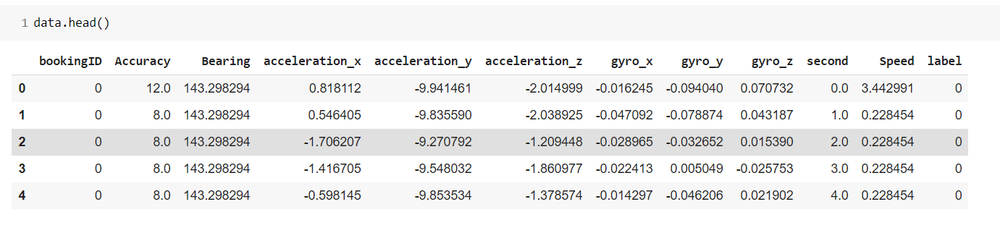 1 data.head()
bookingID Accuracy Bearing acceleration_x acceleration_y acceleration_z gyro_x gyro_y gyro_z second Speed label
0 0 12.0 143.298294 0.818112 -9.941461 -2.014999 -0.016245 -0.094040 0.070732 0.0 3.442991 0
1 0 8.0 143.298294 0.546405 -9.835590 -2.038925 -0.047092 -0.078874 0.043187 1.0 0.228454 0
2 0 8.0 143.298294 -1.706207 -9.270792 -1.209448 -0.028965 -0.032652 0.015390 2.0 0.228454 0
3 0 8.0 143.298294 -1.416705 -9.548032 -1.860977 -0.022413 0.005049 -0.025753 3.0 0.228454 0
4 0 8.0 143.298294 -0.598145 -9.853534 -1.378574 -0.014297 -0.046206 0.021902 4.0 0.228454 0